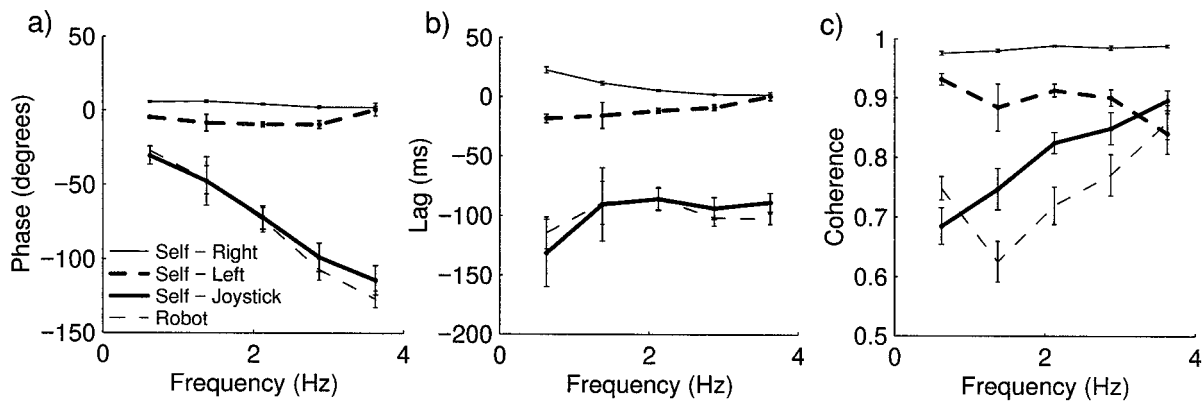 a)
Phase (degrees)
50
0
−50
−100
−150
Self − Right
Self − Left
Self − Joystick
Robot
0
2
4
Frequency (Hz)
b)
Lag (ms)
50
0
−50
−100
−150
−200
0
2
4
Frequency (Hz)
c)
Coherence
1
0.9
0.8
0.7
0.6
0.5
0
2
4
Frequency (Hz)